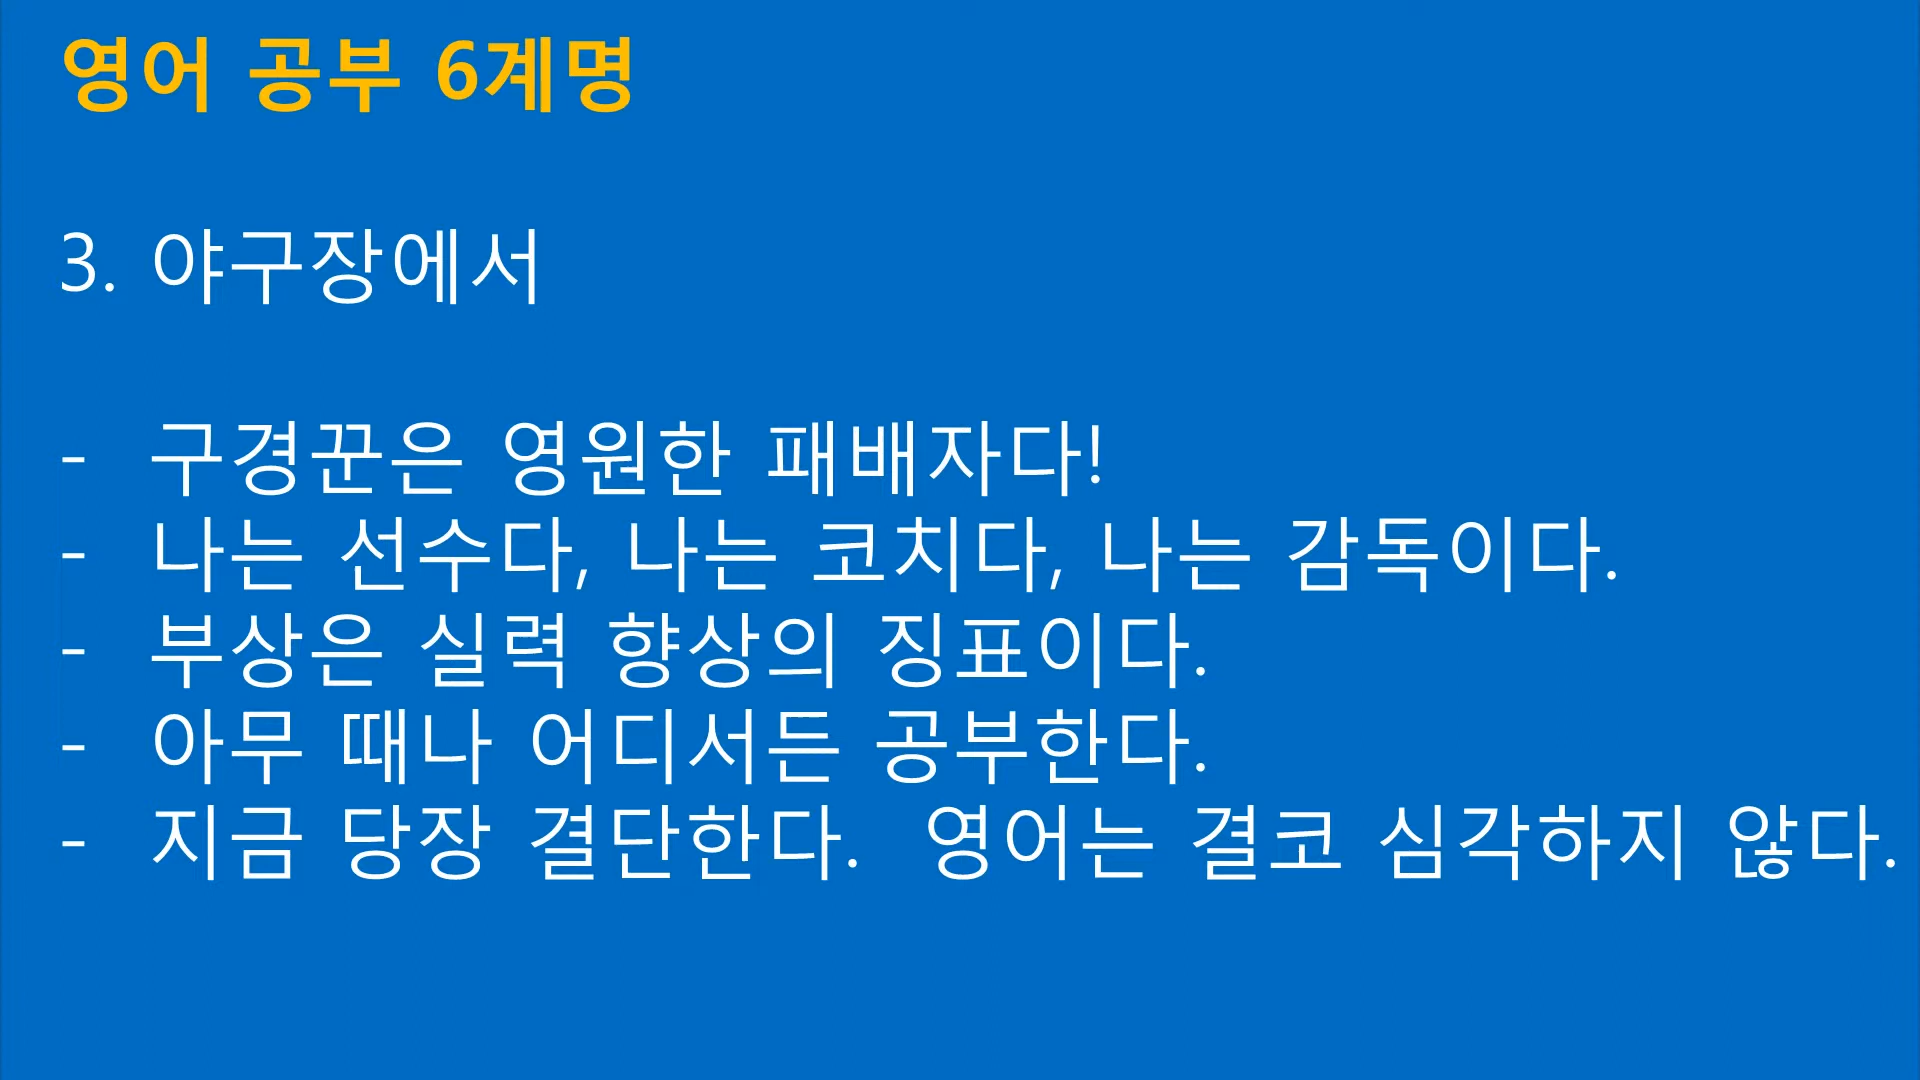 영어 공부 6계명
3. 야구장에서
- 구경꾼은 영원한 패배자다!
- 나는 선수다, 나는 코치다, 나는 감독이다.
- 부상은 실력 향상의 징표이다.
- 아무 때나 어디서든 공부한다.
- 지금 당장 결단한다. 영어는 결코 심각하지 않다.